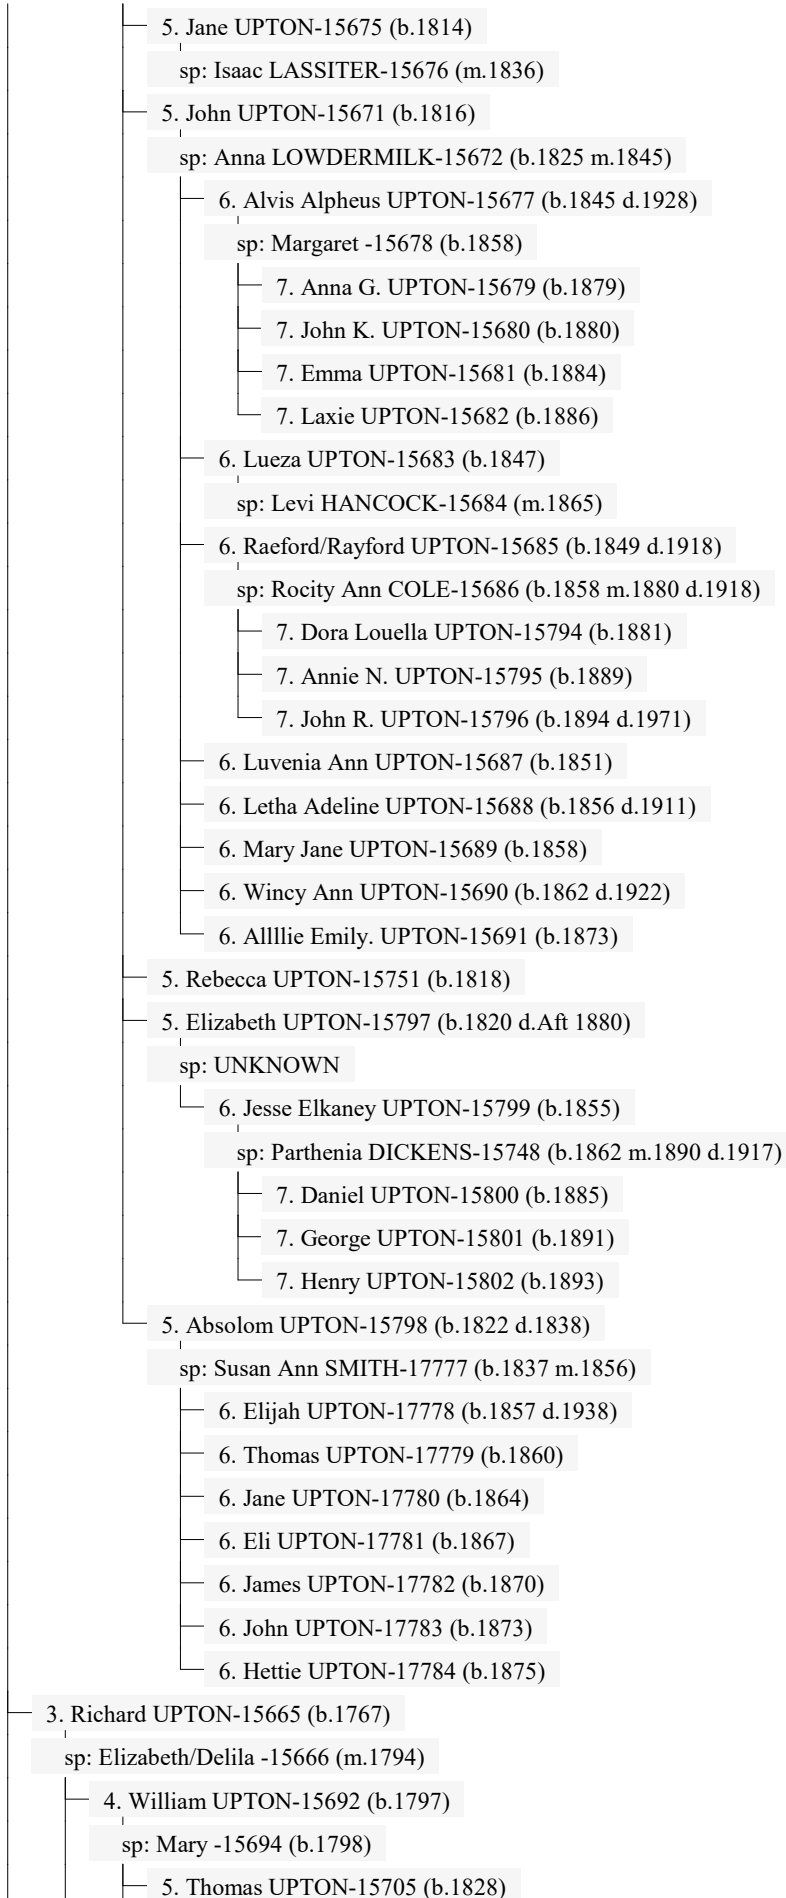 5. Jane UPTON-15675 (b.1814)
sp: Isaac LASSITER-15676 (m.1836)
5. John UPTON-15671 (b.1816)
sp: Anna LOWDERMILK-15672 (b.1825 m.1845)
6. Alvis Alpheus UPTON-15677 (b.1845 d.1928)
sp: Margaret -15678 (b.1858)
7. Anna G. UPTON-15679 (b.1879)
7. John K. UPTON-15680 (b.1880)
7. Emma UPTON-15681 (b.1884)
7. Laxie UPTON-15682 (b.1886)
6. Lueza UPTON-15683 (b.1847)
sp: Levi HANCOCK-15684 (m.1865)
6. Raeford/Rayford UPTON-15685 (b.1849 d.1918)
sp: Rocity Ann COLE-15686 (b.1858 m.1880 d.1918)
7. Dora Louella UPTON-15794 (b.1881)
7. Annie N. UPTON-15795 (b.1889)
7. John R. UPTON-15796 (b.1894 d.1971)
6. Luvenia Ann UPTON-15687 (b.1851)
6. Letha Adeline UPTON-15688 (b.1856 d.1911)
6. Mary Jane UPTON-15689 (b.1858)
6. Wincy Ann UPTON-15690 (b.1862 d.1922)
6. Allllie Emily. UPTON-15691 (b.1873)
5. Rebecca UPTON-15751 (b.1818)
5. Elizabeth UPTON-15797 (b.1820 d.Aft 1880)
sp: UNKNOWN
6. Jesse Elkaney UPTON-15799 (b.1855)
sp: Parthenia DICKENS-15748 (b.1862 m.1890 d.1917)
7. Daniel UPTON-15800 (b.1885)
7. George UPTON-15801 (b.1891)
7. Henry UPTON-15802 (b.1893)
5. Absolom UPTON-15798 (b.1822 d.1838)
sp: Susan Ann SMITH-17777 (b.1837 m.1856)
6. Elijah UPTON-17778 (b.1857 d.1938)
6. Thomas UPTON-17779 (b.1860)
6. Jane UPTON-17780 (b.1864)
6. Eli UPTON-17781 (b.1867)
6. James UPTON-17782 (b.1870)
6. John UPTON-17783 (b.1873)
6. Hettie UPTON-17784 (b.1875)
3. Richard UPTON-15665 (b.1767)
sp: Elizabeth/Delila -15666 (m.1794)
4. William UPTON-15692 (b.1797)
sp: Mary -15694 (b.1798)
5. Thomas UPTON-15705 (b.1828)